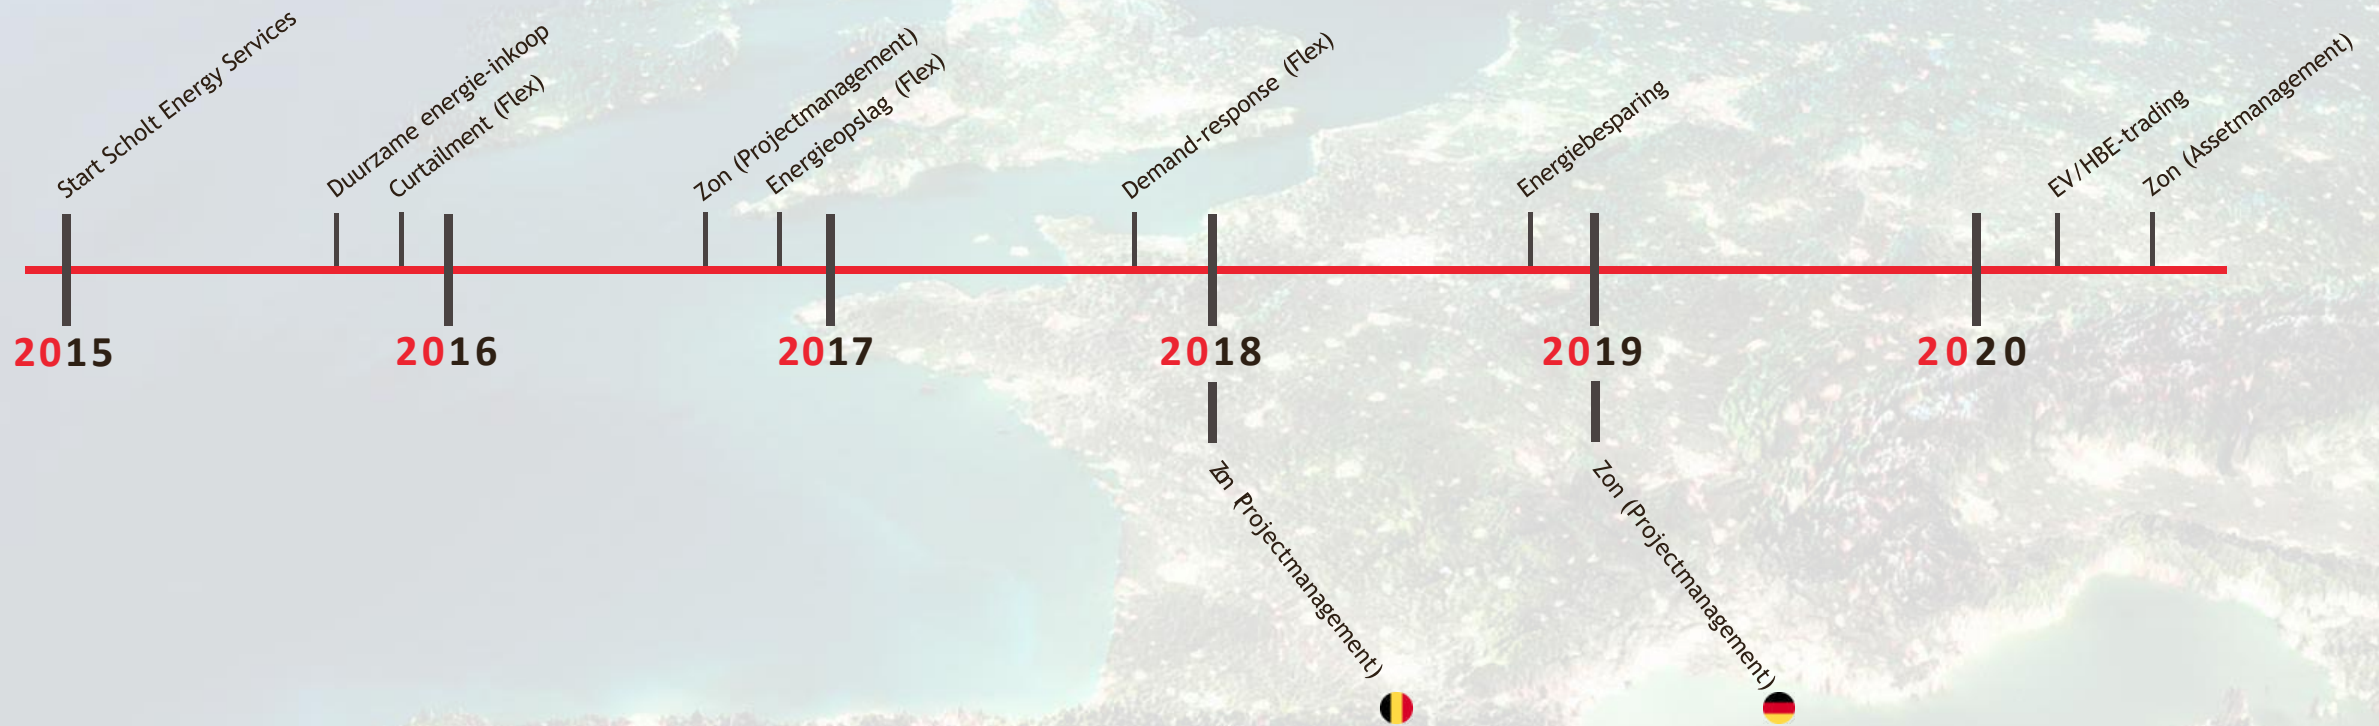 Start Scholt Energy Services
Duurzame energie-inkoop
Curtailment (Flex)
Zon (Projectmanagement)
Energieopslag (Flex)
Demand-response (Flex)
Energiebesparing
EV/HBE-trading
Zon (Assetmanagement)
2015
2016
2017
2018
2019
2020
Zon (Projectmanagement)
Zon (Projectmanagement)